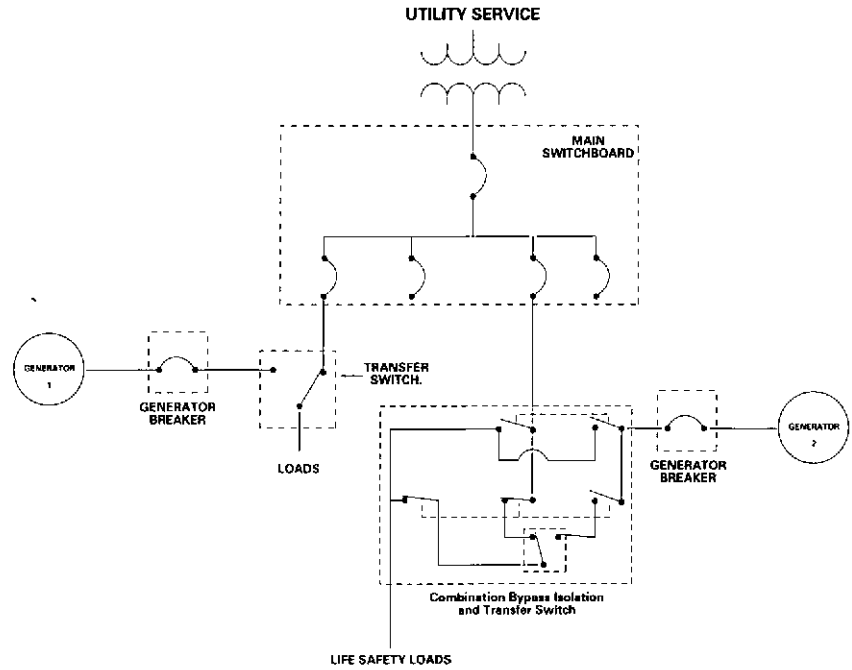 UTILITY SERVICE
MAIN
SWITCHBOARD
GENERATOR
1
GENERATOR
BREAKER
TRANSFER
SWITCH.
LOADS
GENERATOR
BREAKER
GENERATOR
2
Combination Bypass Isolation
and Transfer Switch
LIFE SAFETY LOADS